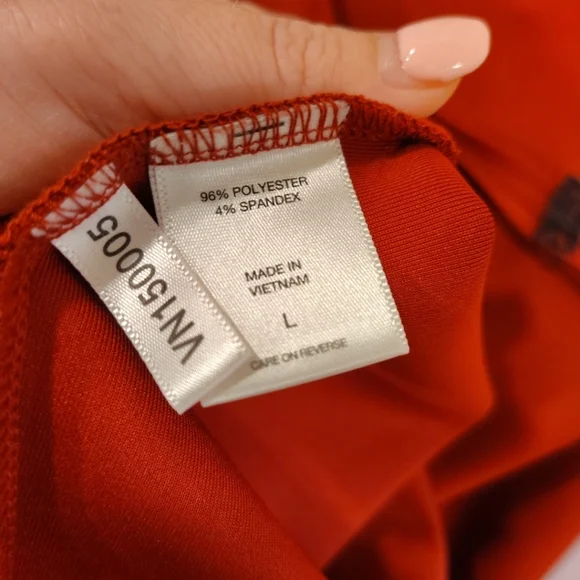 96% POLYESTER
4% SPANDEX
MADE IN
VIETNAM
L
CARE ON REVERSE
VN150005